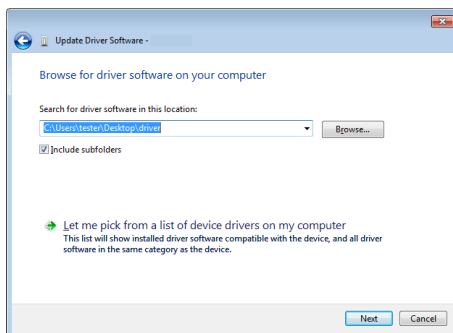 Update Driver Software -
Browse for driver software on your computer
Search for driver software in this location:
C:\Users\tester\Desktop\driver
Browse...
Include subfolders
Let me pick from a list of device drivers on my computer
This list will show installed driver software compatible with the device, and all driver
software in the same category as the device.
Next
Cancel